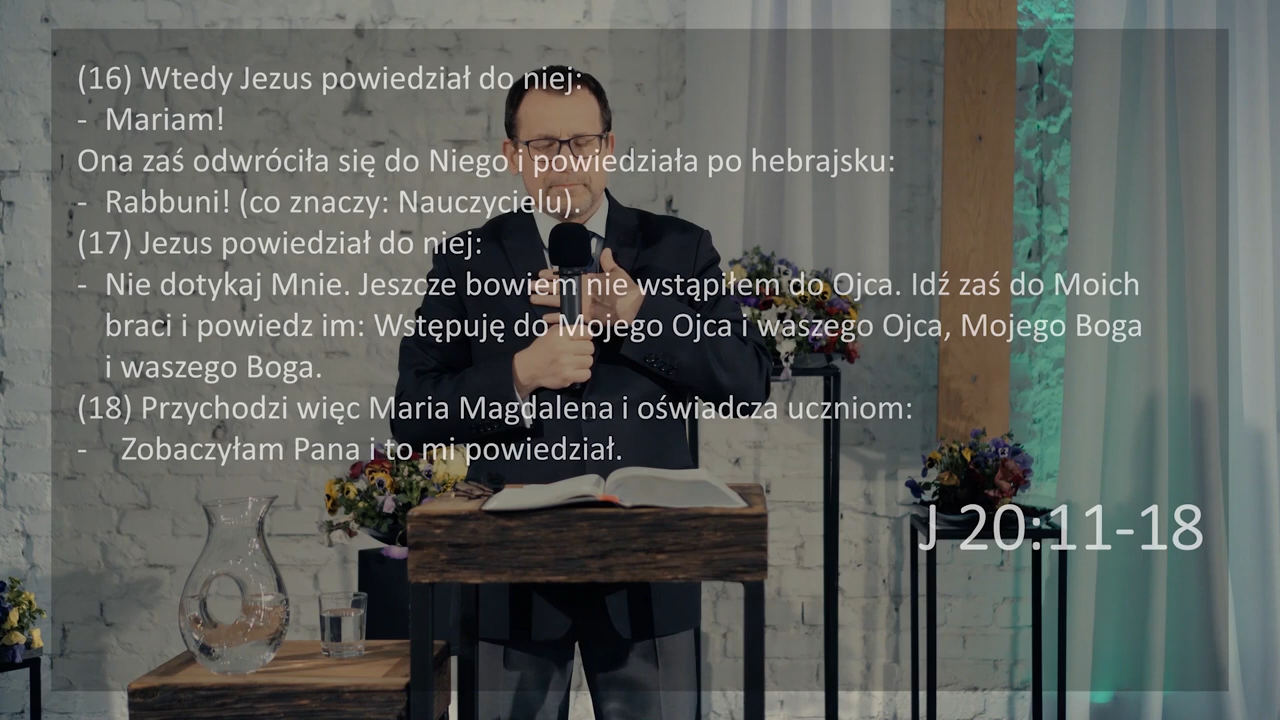 (16) Wtedy Jezus powiedział do niej:
- Mariam!
Ona zaś odwróciła się do Niego i powiedziała po hebrajsku:
- Rabbuni! (co znaczy: Nauczycielu).
(17) Jezus powiedział do niej:
- Nie dotykaj Mnie. Jeszcze bowiem nie wstąpiłem do Ojca. Idź zaś do Moich
braci i powiedz im: Wstępuję do Mojego Ojca i waszego Ojca, Mojego Boga
i waszego Boga.
(18) Przychodzi więc Maria Magdalena i oświadcza uczniom:
- Zobaczyłam Pana i to mi powiedział.
J 20:11-18